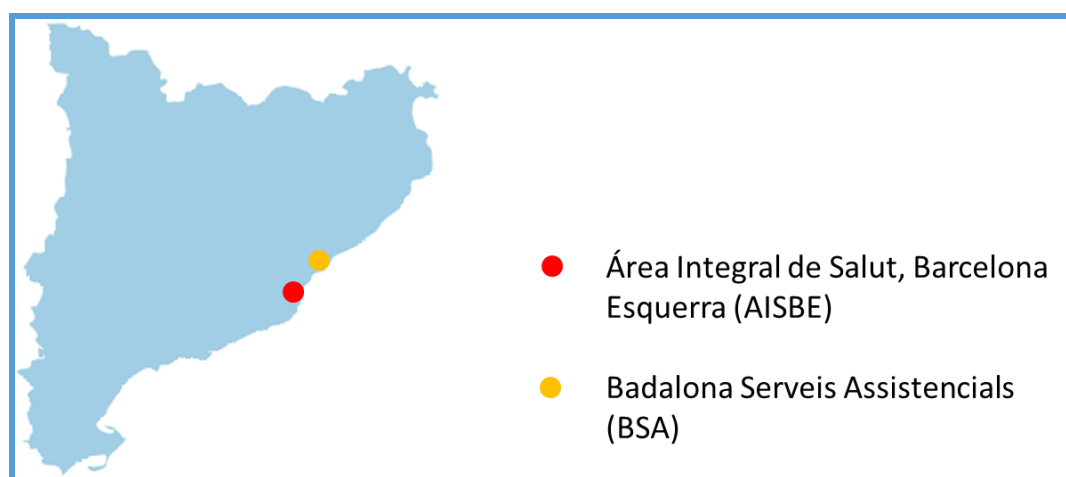 Área Integral de Salut, Barcelona
Esquerra (AISBE)
Badalona Serveis Assistencials
(BSA)